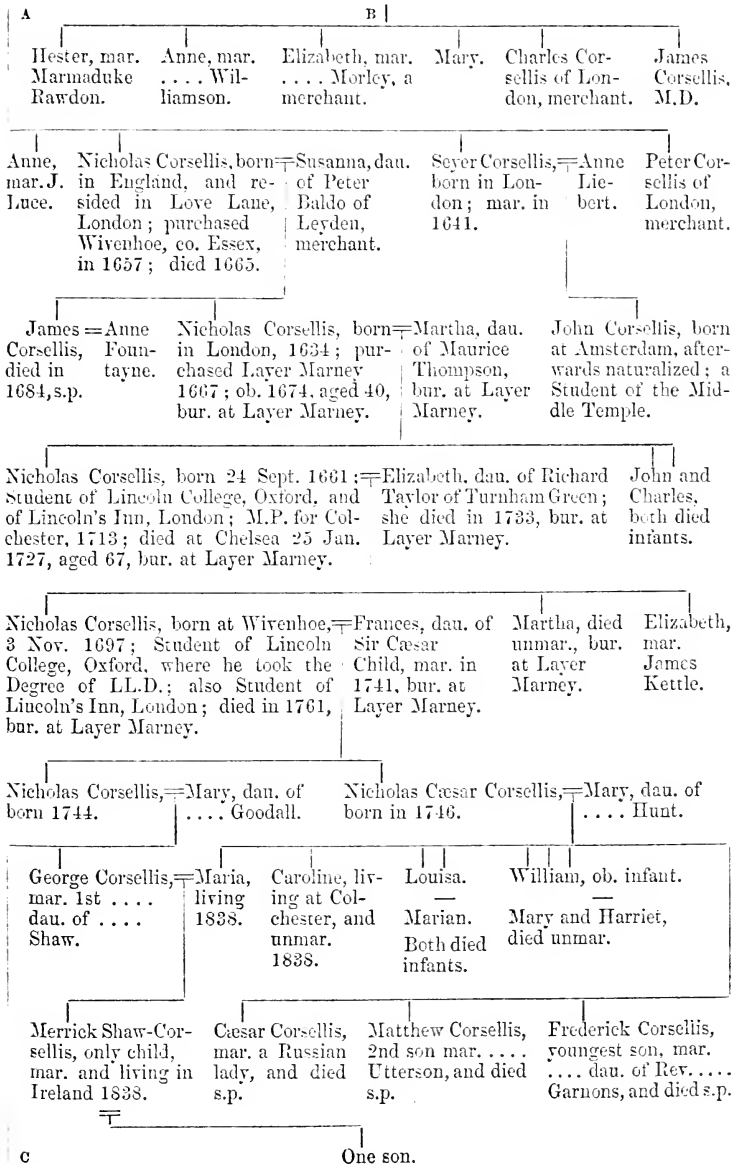 A
B
Hester, mar. Marmaduke Rawdon.
Anne, mar. .... Wil-liamson.
Elizabeth, mar. .... Morley, a merchant.
Mary.
Charles Cor-sellis of Lon-don, merchant.
James Corsellis, M.D.
Anne,
mar. J.
Luce.
Nicholas Corsellis, born
in England, and re-
sided in Love Lane,
London; purchased
Wivenhoe, co. Essex,
in 1657; died 1665.
Susanna, dau.
of Peter
Baldo of
Leyden,
merchant.
Seyer Corsellis,
born in Lon-
don; mar. in
1641.
Anne
Lie-
bert.
Peter Cor-
sellis of
London,
merchant.
James
Corsellis,
died in
1684, s.p.
=
Anne
Foun-
tayne.
Nicholas Corsellis, born
in London, 1634; pur-
chased Layer Marney
1667; ob. 1674, aged 40,
bur. at Layer Marney.
Martha, dau.
of Maurice
Thompson,
bur. at Layer
Marney.
John Corsellis, born
at Amsterdam, after-
wards naturalized; a
Student of the Mid-
dle Temple.
Nicholas Corsellis, born 24 Sept. 1661:
Student of Lincoln College, Oxford, and
of Lincoln's Inn, London; M.P. for Col-
chester, 1713; died at Chelsea 25 Jan.
1727, aged 67, bur. at Layer Marney.
Elizabeth, dau. of Richard
Taylor of Turnham Green;
she died in 1733, bur. at
Layer Marney.
John and
Charles,
both died
infants.
Nicholas Corsellis, born at Wivenhoe,
3 Nov. 1697; Student of Lincoln
College, Oxford, where he took the
Degree of LL.D.; also Student of
Lincoln's Inn, London; died in 1761,
bur. at Layer Marney.
Frances, dau. of
Sir Cæsar
Child, mar. in
1741, bur. at
Layer Marney.
Martha, died
unmar., bur.
at Layer
Marney.
Elizabeth,
mar.
James
Kettle.
Nicholas Corsellis,
born 1744.
Mary, dau. of
.... Goodall.
Nicholas Cæsar Corsellis,
born in 1746.
Mary, dau. of
.... Hunt.
George Corsellis,
mar. 1st ....
dau. of ....
Shaw.
Maria,
living
1838.
Caroline, liv-
ing at Col-
chester, and
unmar.
1838.
Louisa.
—
Marian.
Both died
infants.
William, ob. infant.
—
Mary and Harriet,
died unmar.
Merrick Shaw-Cor-
sellis, only child,
mar. and living in
Ireland 1838.
Cæsar Corsellis,
mar. a Russian
lady, and died
s.p.
Matthew Corsellis,
2nd son mar. .....
Utterson, and died
s.p.
Frederick Corsellis,
youngest son, mar.
.... dau. of Rev. ....
Garnons, and died s.p.
C
One son.